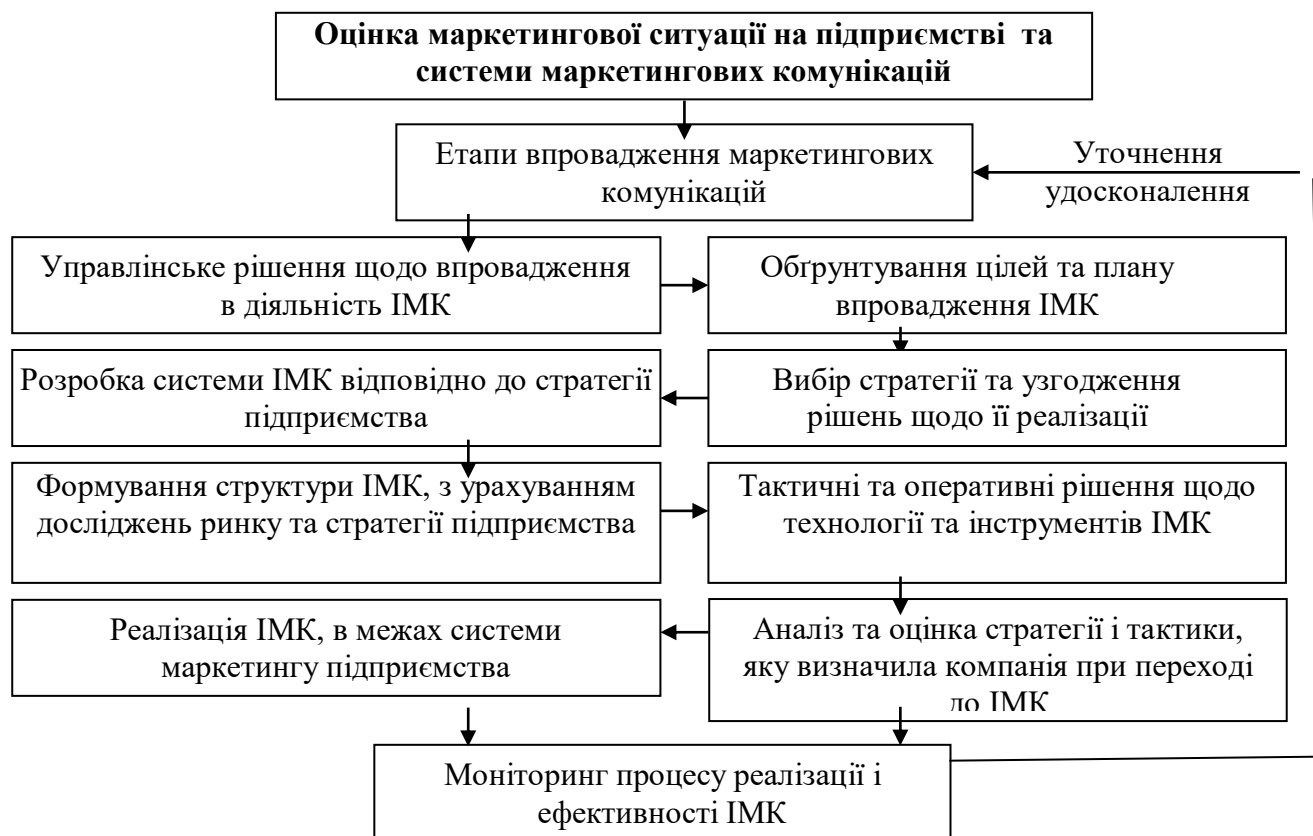 Оцінка маркетингової ситуації на підприємстві та
системи маркетингових комунікацій
Етапи впровадження маркетингових
комунікацій
Уточнення
удосконалення
Управлінське рішення щодо впровадження
в діяльність ІМК
Обґрунтування цілей та плану
впровадження ІМК
Розробка системи ІМК відповідно до стратегії
підприємства
Вибір стратегії та узгодження
рішень щодо її реалізації
Формування структури ІМК, з урахуванням
досліджень ринку та стратегії підприємства
Тактичні та оперативні рішення щодо
технології та інструментів ІМК
Реалізація ІМК, в межах системи
маркетингу підприємства
Аналіз та оцінка стратегії і тактики,
яку визначила компанія при переході
до ІМК
Моніторинг процесу реалізації і
ефективності ІМК